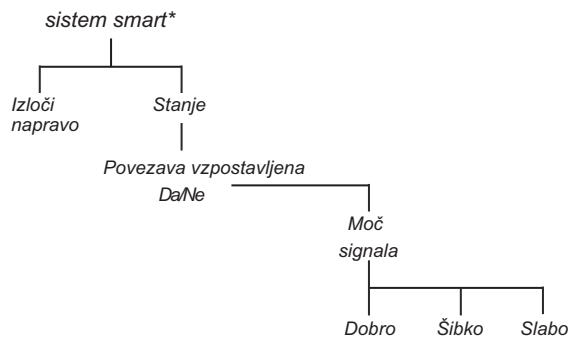 sistem smart*
Izloči
napravo
Stanje
Povezava vzpostavljena
Da/Ne
Moč
signala
Dobro
Šibko
Slabo